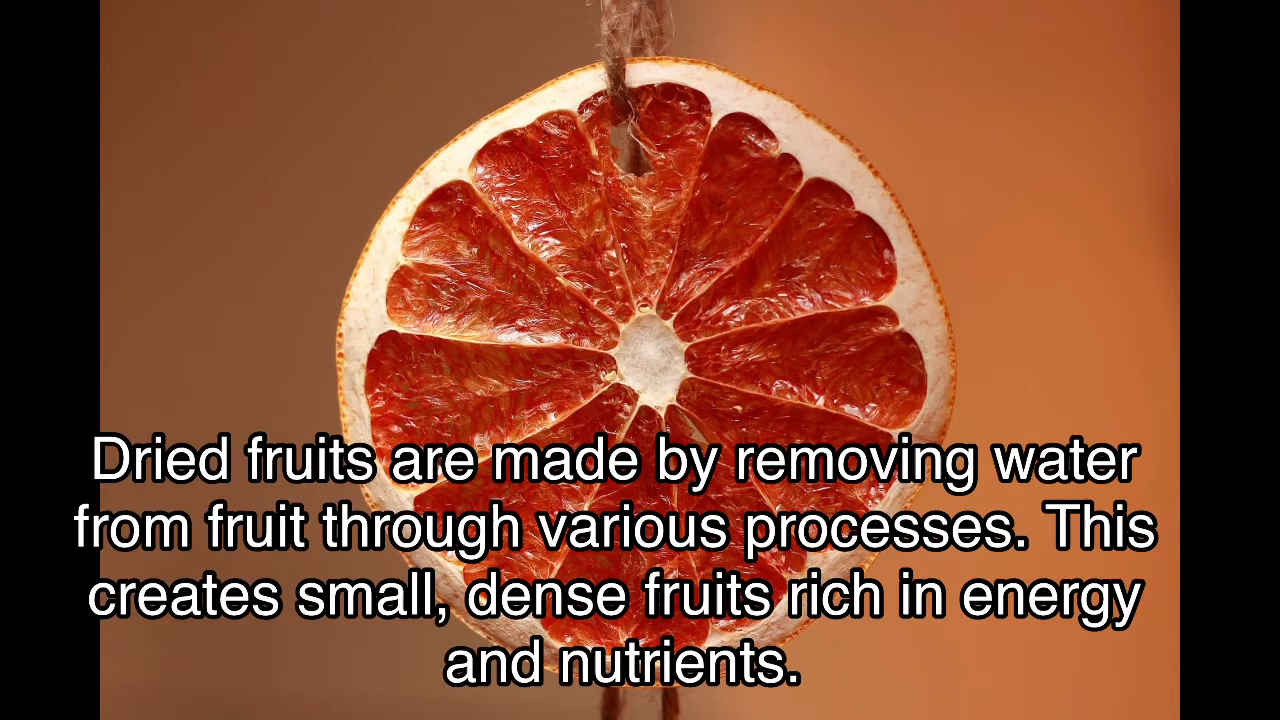 Dried fruits are made by removing water
from fruit through various processes. This
creates small, dense fruits rich in energy
and nutrients.